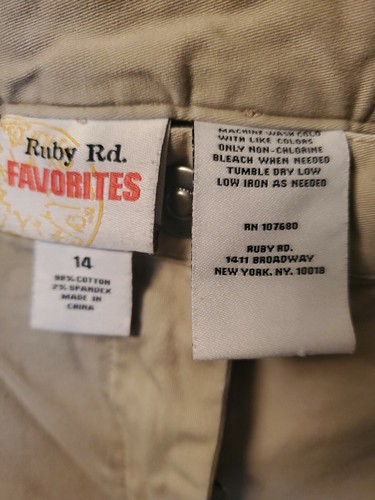 Ruby Rd.
FAVORITES
14
98% COTTON
2% SPANDEX
MADE IN
CHINA
MACHINE WASH COLD
WITH LIKE COLORS
ONLY NON-CHLORINE
BLEACH WHEN NEEDED
TUMBLE DRY LOW
LOW IRON AS NEEDED
RN 107680
RUBY RD.
1411 BROADWAY
NEW YORK. NY. 10018